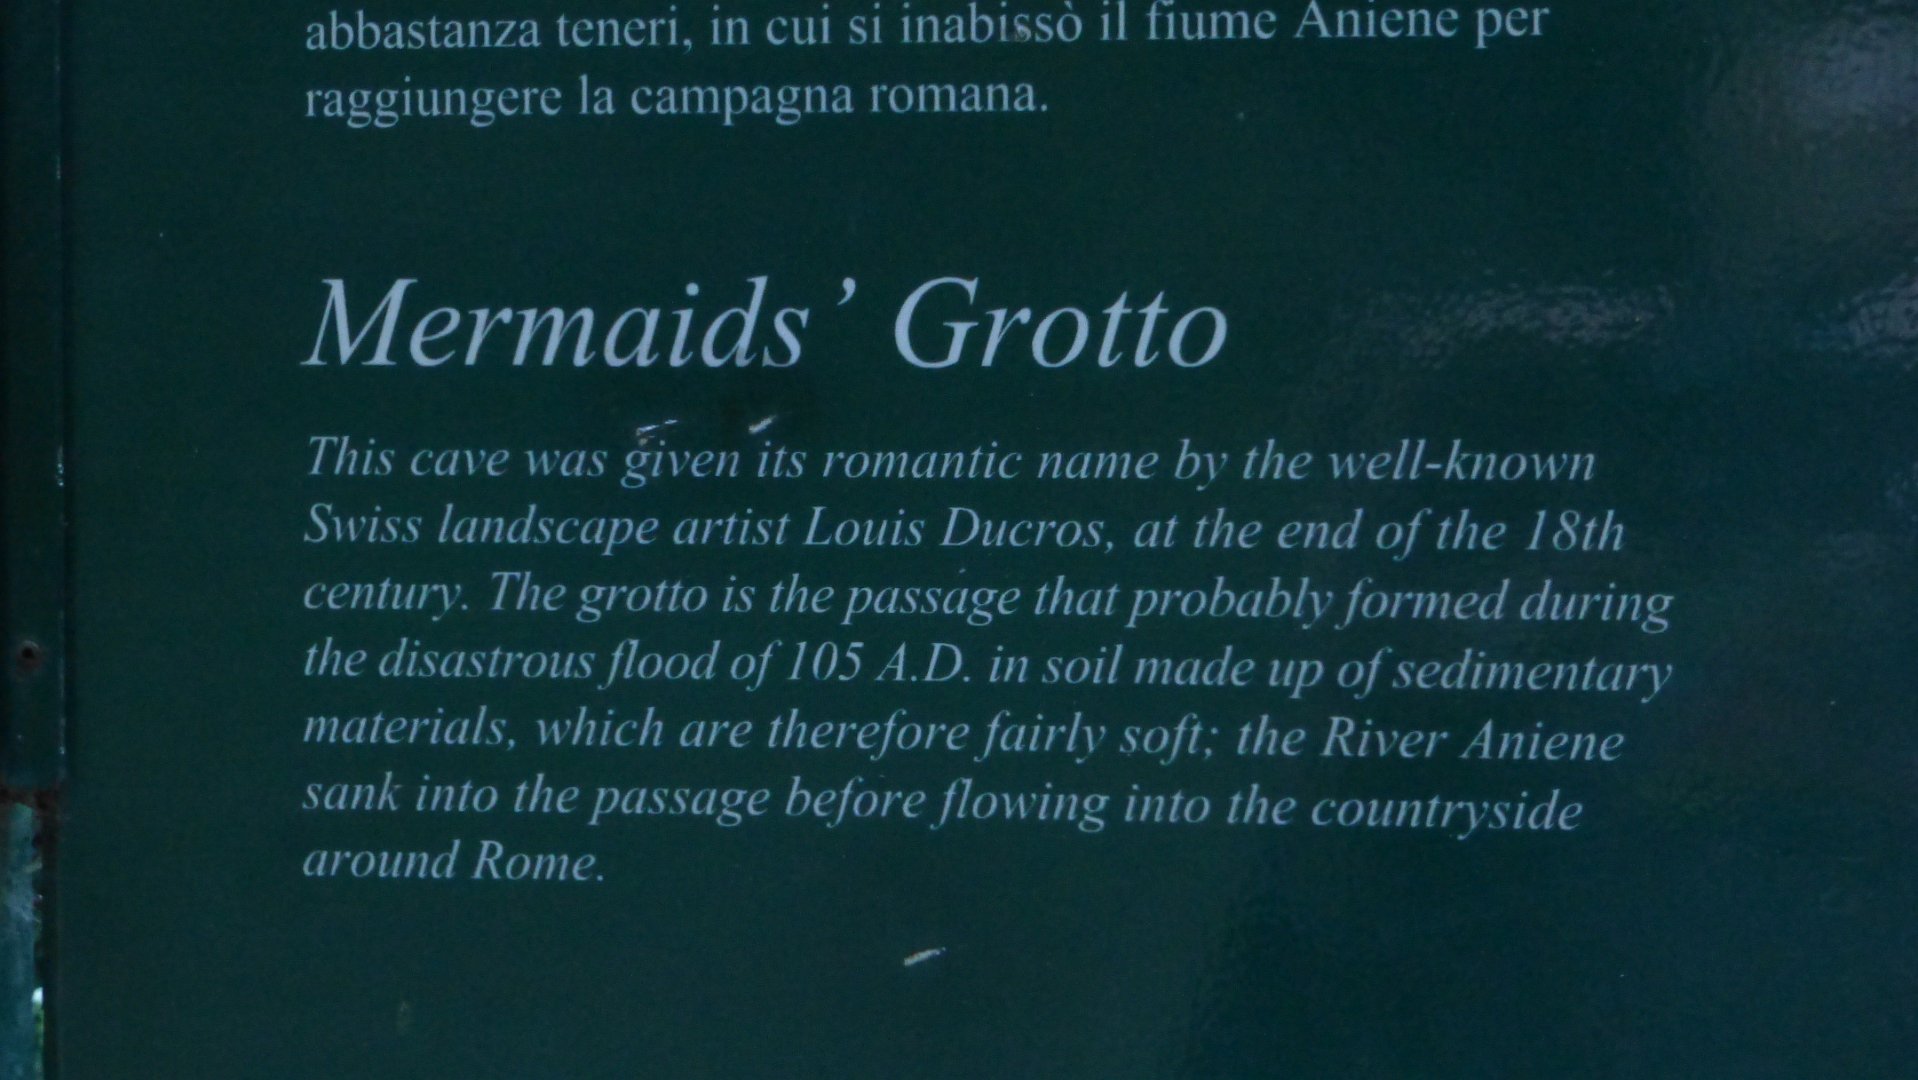 abbastanza teneri, in cui si inabissò il fiume Aniene per
raggiungere la campagna romana.
Mermaids’ Grotto
This cave was given its romantic name by the well-known
Swiss landscape artist Louis Ducros, at the end of the 18th
century. The grotto is the passage that probably formed during
the disastrous flood of 105 A.D. in soil made up of sedimentary
materials, which are therefore fairly soft; the River Aniene
sank into the passage before flowing into the countryside
around Rome.